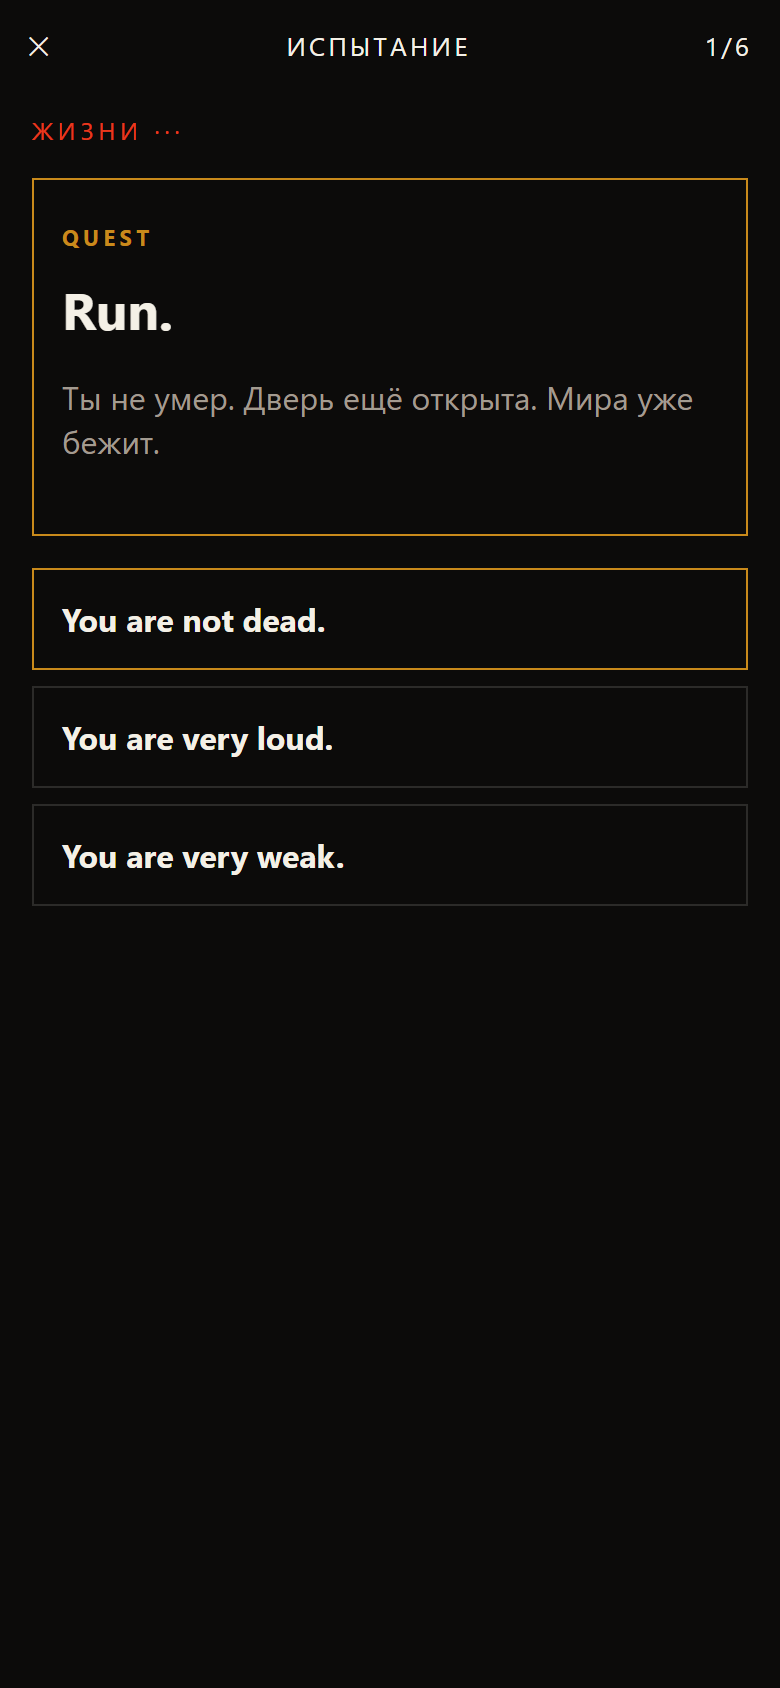 ИСПЫТАНИЕ
1/6
ЖИЗНИ ···
QUEST
Run.
Ты не умер. Дверь ещё открыта. Мира уже
бежит.
You are not dead.
You are very loud.
You are very weak.